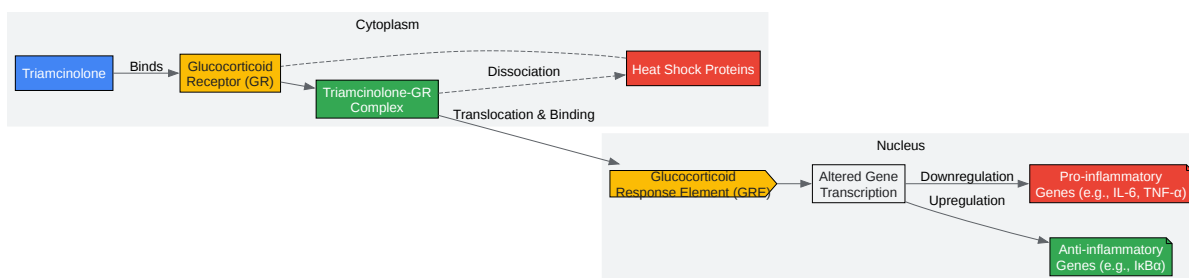 Cytoplasm
Triamcinolone
Binds
Glucocorticoid
Receptor (GR)
Triamcinolone-GR
Complex
Dissociation
Heat Shock Proteins
Translocation & Binding
Nucleus
Glucocorticoid
Response Element (GRE)
Altered Gene
Transcription
Downregulation
Upregulation
Pro-inflammatory
Genes (e.g., IL-6, TNF-α)
Anti-inflammatory
Genes (e.g., IκBα)